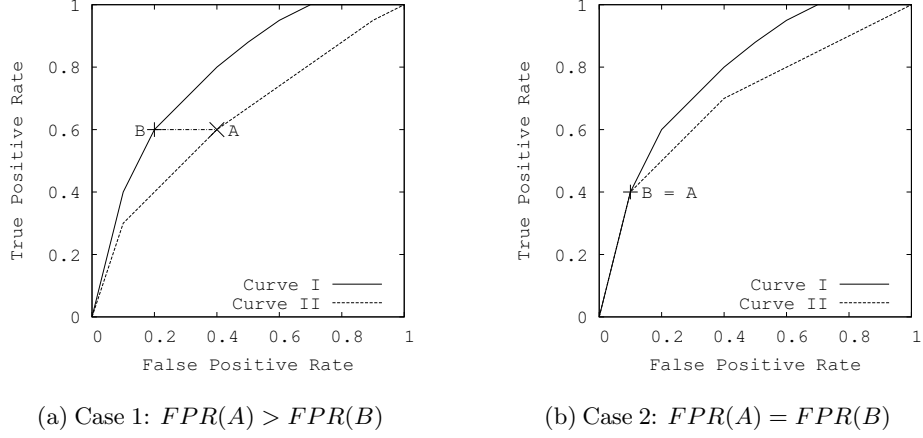 1
0.8
0.6
0.4
0.2
0
True Positive Rate
B
A
Curve I
Curve II
0
0.2
0.4
0.6
0.8
1
False Positive Rate
(a) Case 1: FPR(A) > FPR(B)
1
0.8
0.6
0.4
0.2
0
True Positive Rate
B = A
Curve I
Curve II
0
0.2
0.4
0.6
0.8
1
False Positive Rate
(b) Case 2: FPR(A) = FPR(B)